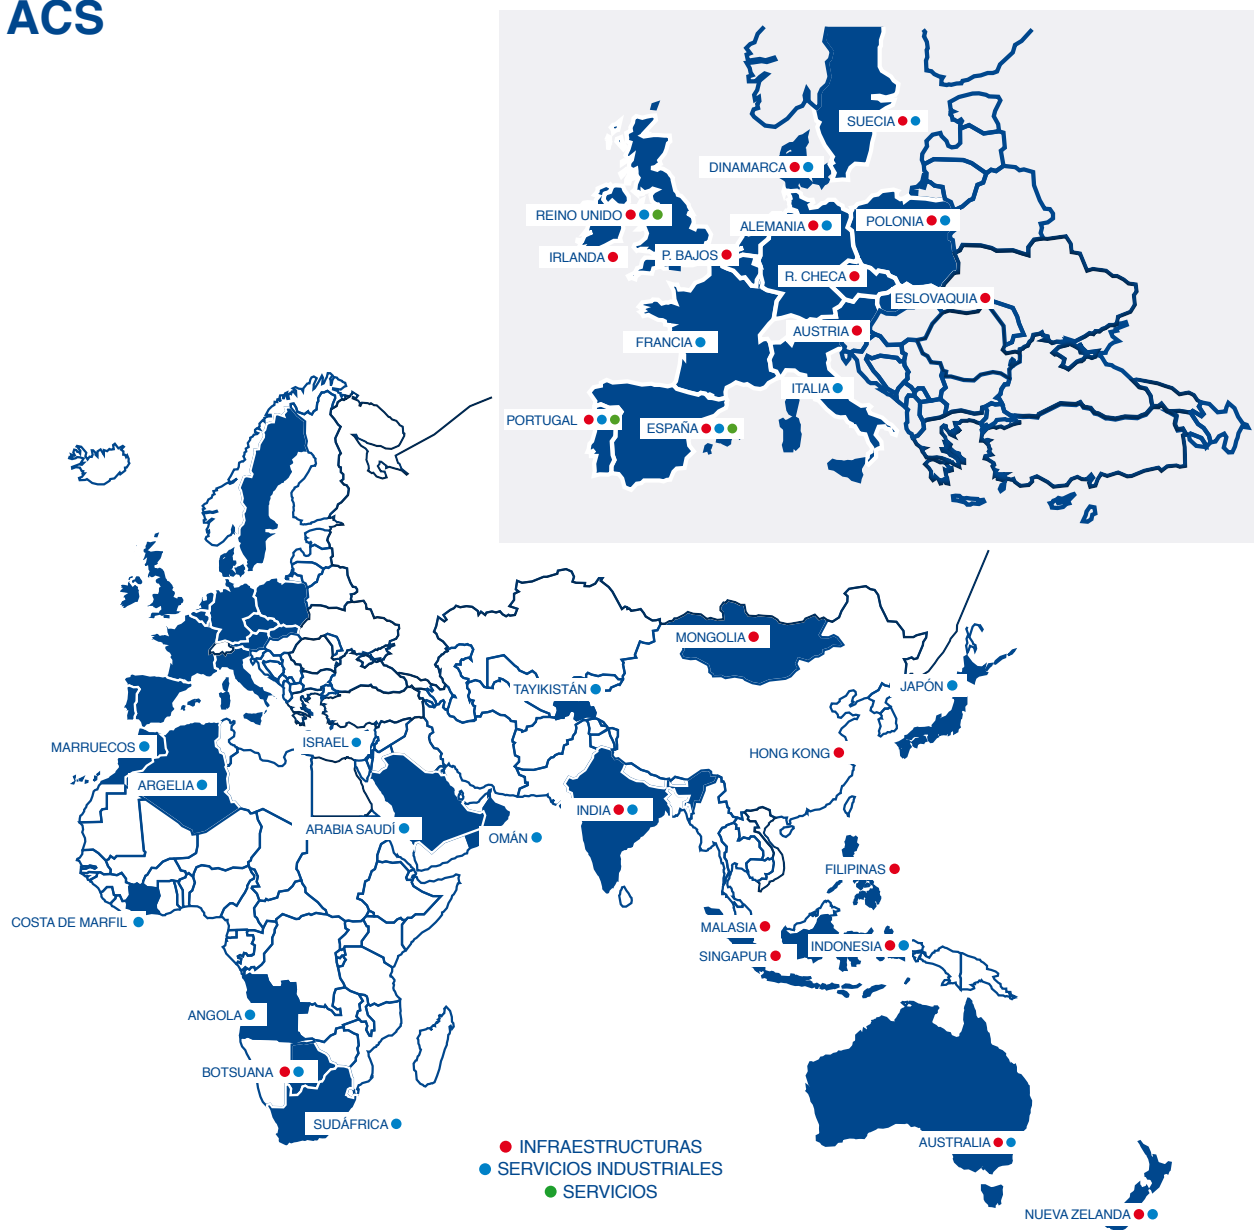 ACS
SUECIA
DINAMARCA
REINO UNIDO
ALEMANIA
POLONIA
IRLANDA
P. BAJOS
R. CHECA
ESLOVAQUIA
AUSTRIA
FRANCIA
ITALIA
PORTUGAL
ESPAÑA
MONGOLIA
TAYIKISTÁN
JAPÓN
MARRUECOS
ISRAEL
HONG KONG
ARGELIA
INDIA
ARABIA SAUDÍ
OMÁN
FILIPINAS
COSTA DE MARFIL
MALASIA
INDONESIA
SINGAPUR
ANGOLA
BOTSUANA
SUDÁFRICA
AUSTRALIA
INFRAESTRUCTURAS
SERVICIOS INDUSTRIALES
SERVICIOS
NUEVA ZELANDA